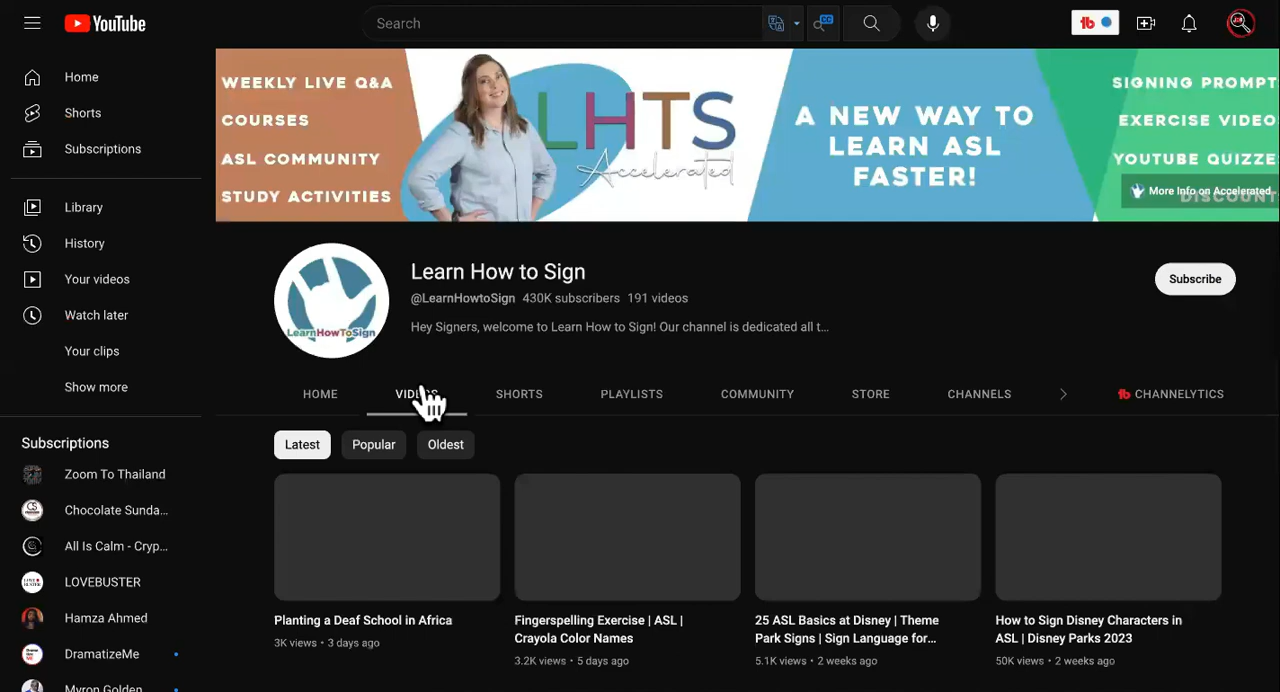 YouTube
Search
Home
Shorts
Subscriptions
Library
History
Your videos
Watch later
Your clips
Show more
Subscriptions
Zoom To Thailand
Chocolate Sunda...
All Is Calm - Cryp...
LOVEBUSTER
Hamza Ahmed
DramatizeMe
Myron Golden
WEEKLY LIVE Q&A
COURSES
ASL COMMUNITY
STUDY ACTIVITIES
LHTS
Accelerated
A NEW WAY TO
LEARN ASL
FASTER!
SIGNING PROMPT
EXERCISE VIDEO
YOUTUBE QUIZZE
More Info on Accelerated
DISCOUNT
LearnHowToSign
Learn How to Sign
@LearnHowtoSign 430K subscribers 191 videos
Hey Signers, welcome to Learn How to Sign! Our channel is dedicated all t...
Subscribe
HOME
VIDEOS
SHORTS
PLAYLISTS
COMMUNITY
STORE
CHANNELS
CHANNELYTICS
Latest
Popular
Oldest
Planting a Deaf School in Africa
3K views • 3 days ago
Fingerspelling Exercise | ASL |
Crayola Color Names
3.2K views • 5 days ago
25 ASL Basics at Disney | Theme
Park Signs | Sign Language for...
5.1K views • 2 weeks ago
How to Sign Disney Characters in
ASL | Disney Parks 2023
50K views • 2 weeks ago